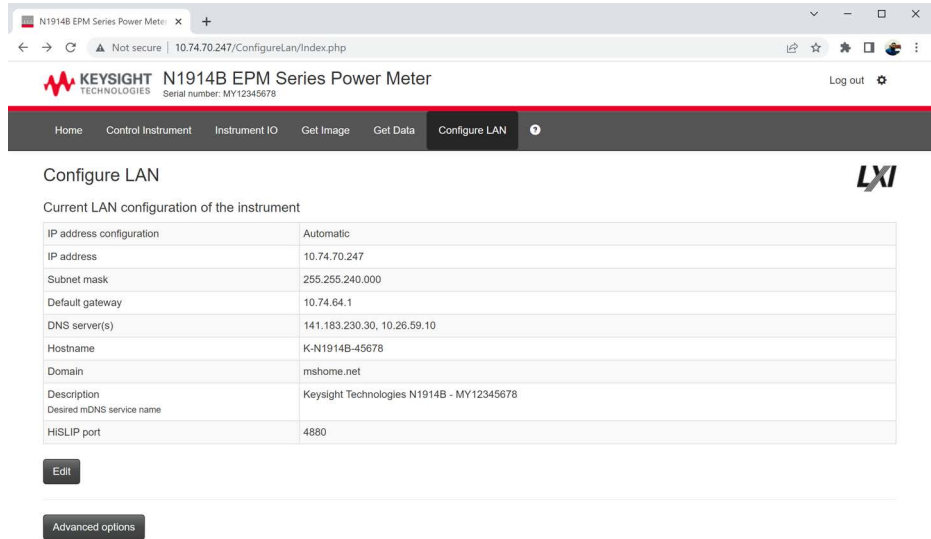 N1914B EPM Series Power Meter
Not secure | 10.74.70.247/ConfigureLan/Index.php
KEYSIGHT
TECHNOLOGIES
N1914B EPM Series Power Meter
Serial number: MY12345678
Log out
Home Control Instrument Instrument IO Get Image Get Data Configure LAN ?
Configure LAN
LXI
Current LAN configuration of the instrument
IP address configuration Automatic
IP address 10.74.70.247
Subnet mask 255.255.240.000
Default gateway 10.74.64.1
DNS server(s) 141.183.230.30, 10.26.59.10
Hostname K-N1914B-45678
Domain mshome.net
Description Keysight Technologies N1914B - MY12345678
Desired mDNS service name
HiSLIP port 4880
Edit
Advanced options